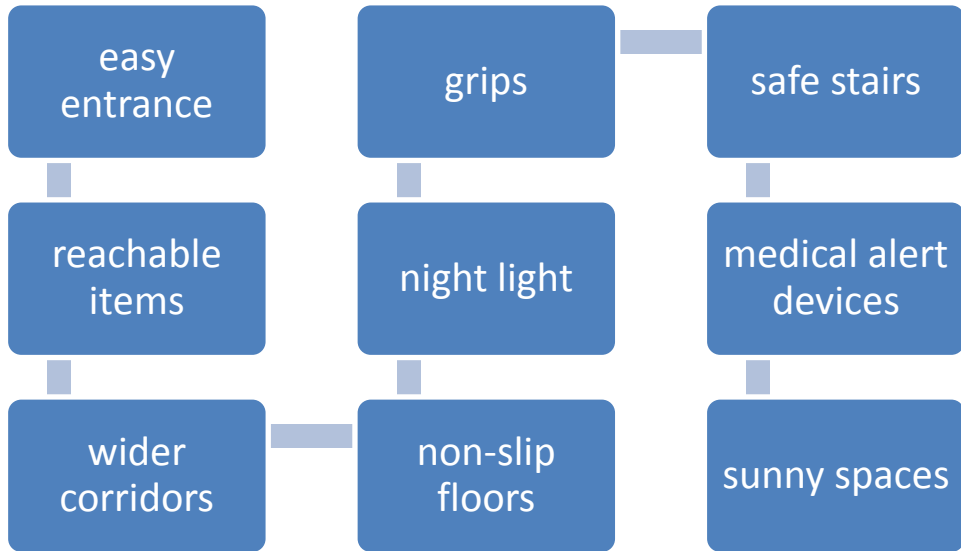 easy
entrance
reachable
items
wider
corridors
non-slip
floors
night light
grips
safe stairs
medical alert
devices
sunny spaces